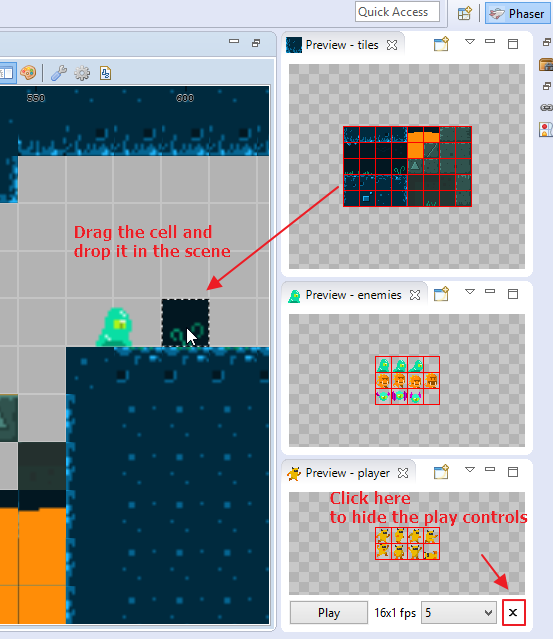 Quick Access
Phaser
Preview - tiles
550
600
Drag the cell and
drop it in the scene
Preview - enemies
Preview - player
Click here
to hide the play controls
Play
16x1 fps
5
x